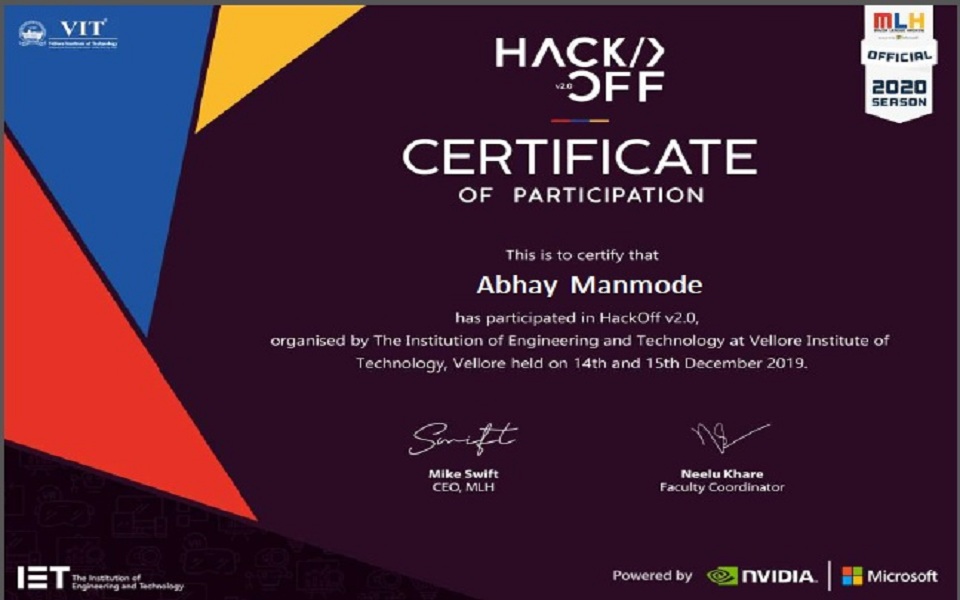 VIT
Vellore Institute of Technology
HACK/>
v2.0 OFF
MLH
OFFICIAL
2020
SEASON
CERTIFICATE
OF PARTICIPATION
This is to certify that
Abhay Manmode
has participated in HackOff v2.0,
organised by The Institution of Engineering and Technology at Vellore Institute of
Technology, Vellore held on 14th and 15th December 2019.
Swift
Mike Swift
CEO, MLH
Neelu Khare
Faculty Coordinator
IET The Institution of
Engineering and Technology
Powered by NVIDIA. Microsoft